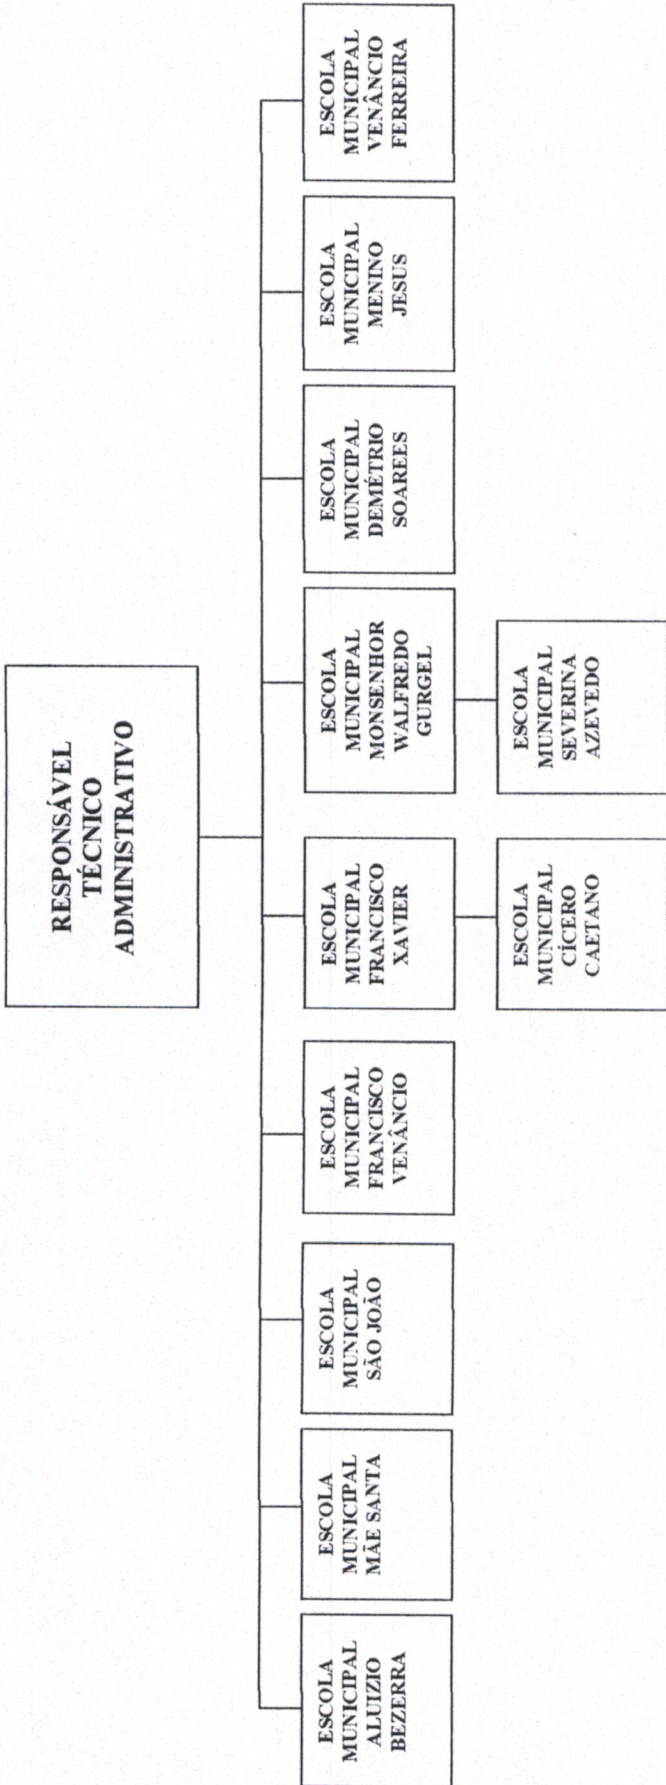 RESPONSÁVEL
TÉCNICO
ADMINISTRATIVO
ESCOLA
MUNICIPAL
ALUIZIO
BEZERRA
ESCOLA
MUNICIPAL
MÃE SANTA
ESCOLA
MUNICIPAL
SÃO JOÃO
ESCOLA
MUNICIPAL
FRANCISCO
VENÂNCIO
ESCOLA
MUNICIPAL
FRANCISCO
XAVIER
ESCOLA
MUNICIPAL
MONSENHOR
WALFREDO
GURGEL
ESCOLA
MUNICIPAL
DEMÉTRIO
SOAREES
ESCOLA
MUNICIPAL
MENINO
JESUS
ESCOLA
MUNICIPAL
VENÂNCIO
FERREIRA
ESCOLA
MUNICIPAL
CÍCERO
CAETANO
ESCOLA
MUNICIPAL
SEVERINA
AZEVEDO